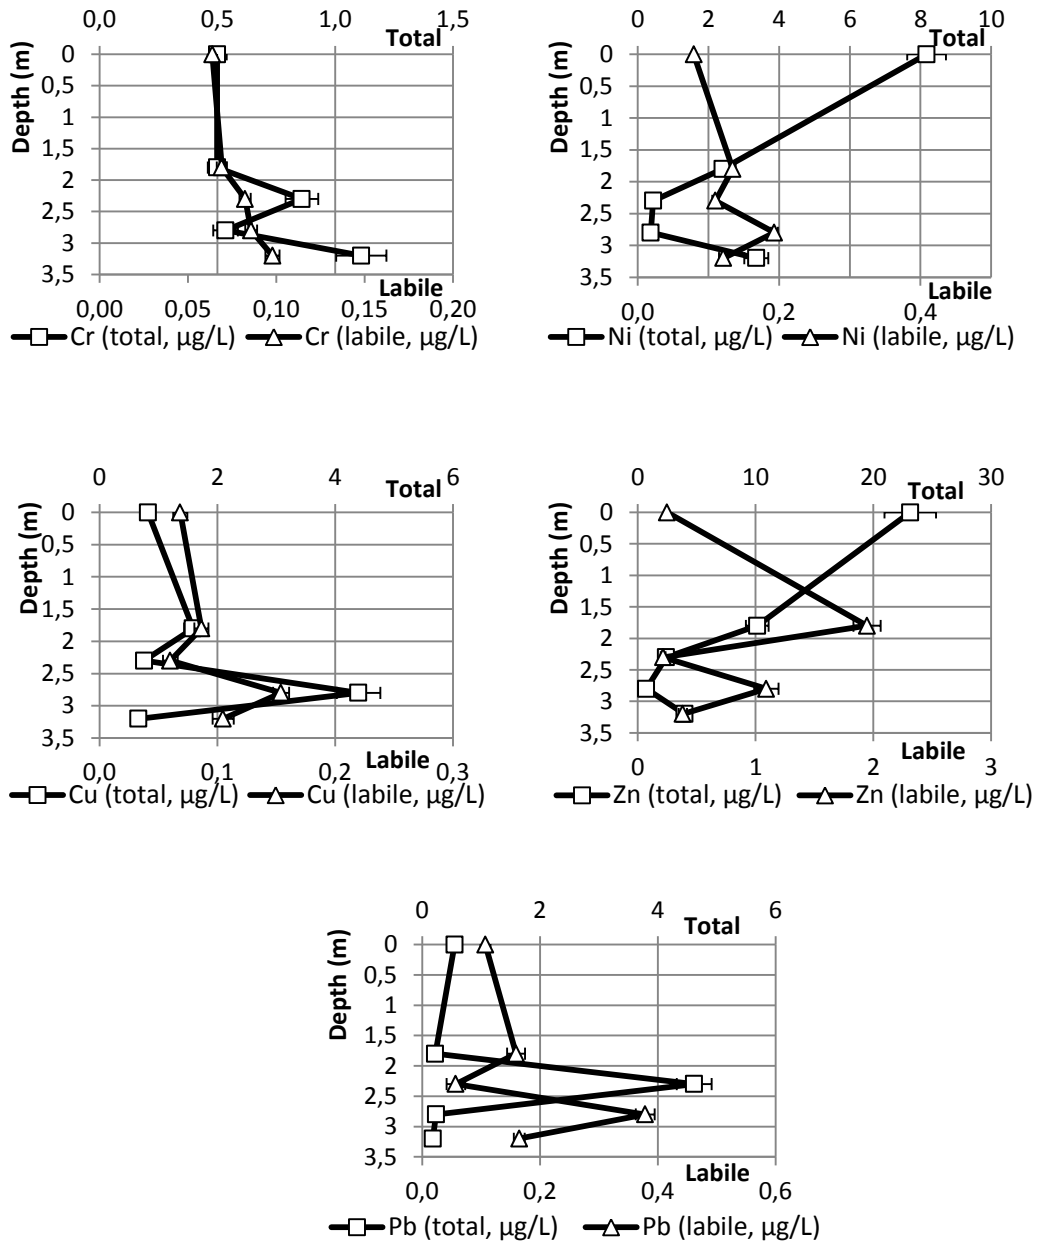 0,0 0,5 1,0 1,5
Total
Depth (m)
0
0,5
1
1,5
2
2,5
3
3,5
Labile
0,00 0,05 0,10 0,15 0,20
Cr (total, µg/L) Cr (labile, µg/L)
0 2 4 6 8 10
Total
Depth (m)
0
0,5
1
1,5
2
2,5
3
3,5
Labile
0,0 0,2 0,4
Ni (total, µg/L) Ni (labile, µg/L)
0 2 4 6
Total
Depth (m)
0
0,5
1
1,5
2
2,5
3
3,5
Labile
0,0 0,1 0,2 0,3
Cu (total, µg/L) Cu (labile, µg/L)
0 10 20 30
Total
Depth (m)
0
0,5
1
1,5
2
2,5
3
3,5
Labile
0 1 2 3
Zn (total, µg/L) Zn (labile, µg/L)
0 2 4 6
Total
Depth (m)
0
0,5
1
1,5
2
2,5
3
3,5
Labile
0,0 0,2 0,4 0,6
Pb (total, µg/L) Pb (labile, µg/L)